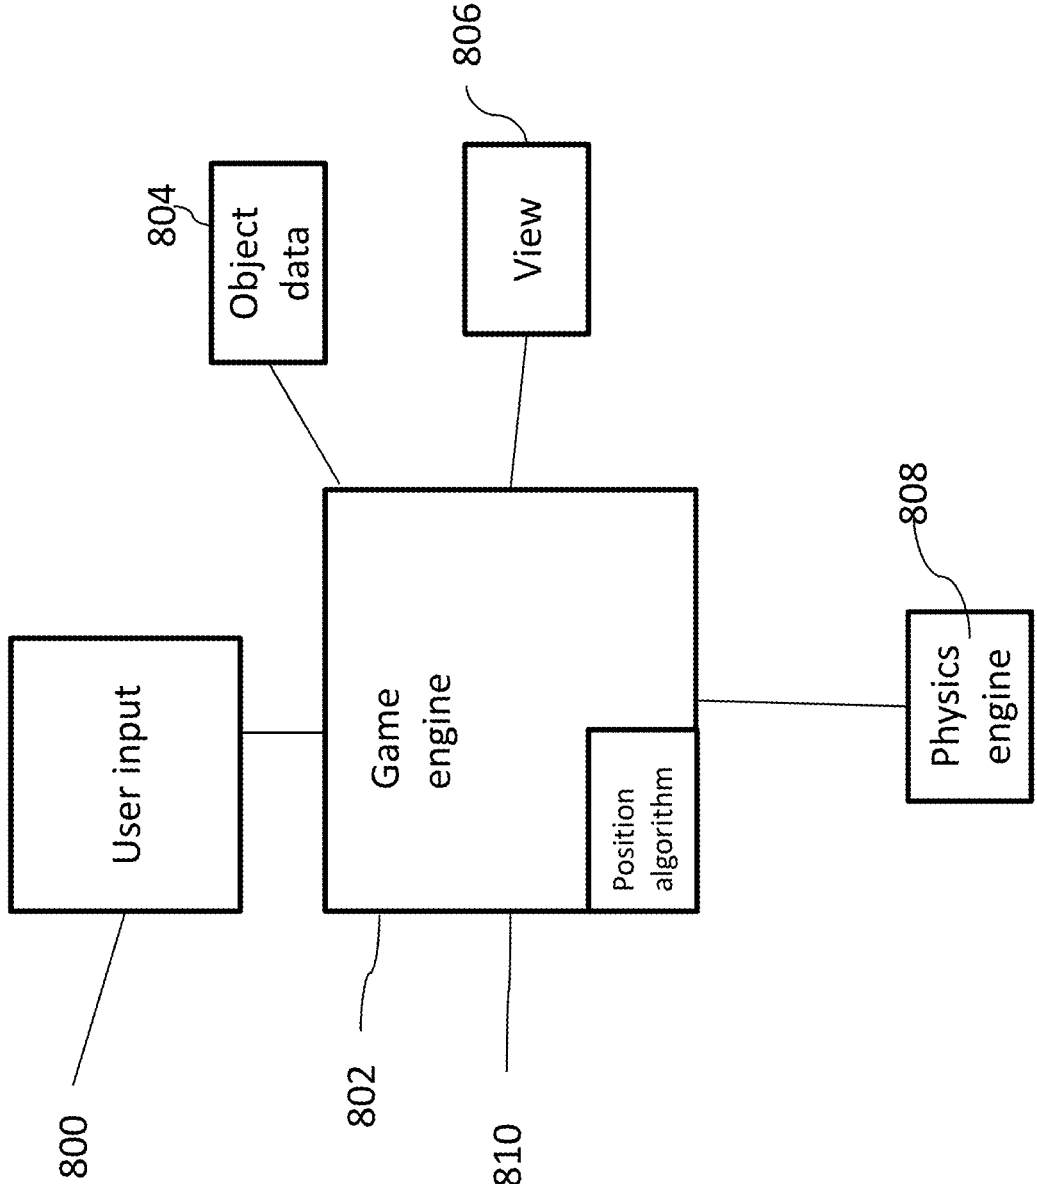 800
User input
804
Object
data
802
Game
engine
806
810
View
Position
algorithm
808
Physics
engine